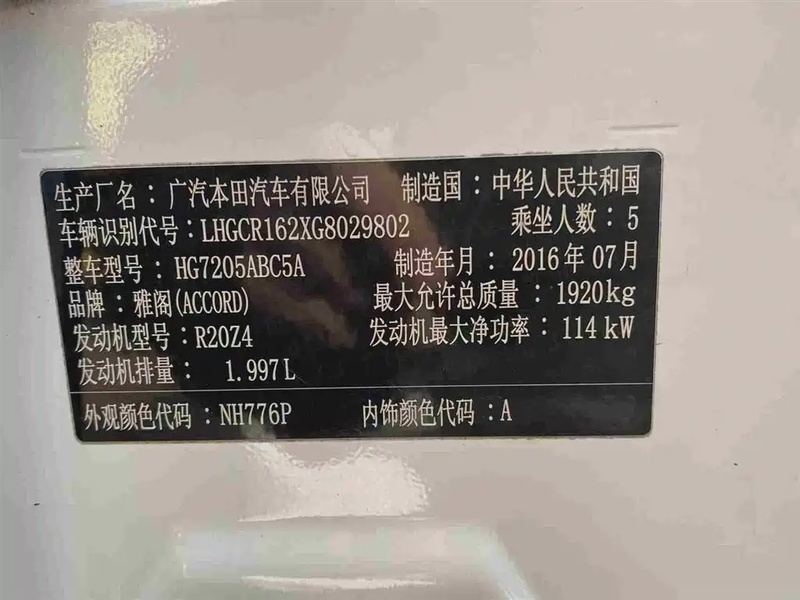 生产厂名：广汽本田汽车有限公司 制造国：中华人民共和国
车辆识别代号：LHGCR162XG8029802 乘坐人数：5
整车型号：HG7205ABC5A 制造年月：2016年07月
品牌：雅阁(ACCORD) 最大允许总质量：1920kg
发动机型号：R20Z4 发动机最大净功率：114kW
发动机排量：1.997L
外观颜色代码：NH776P 内饰颜色代码：A